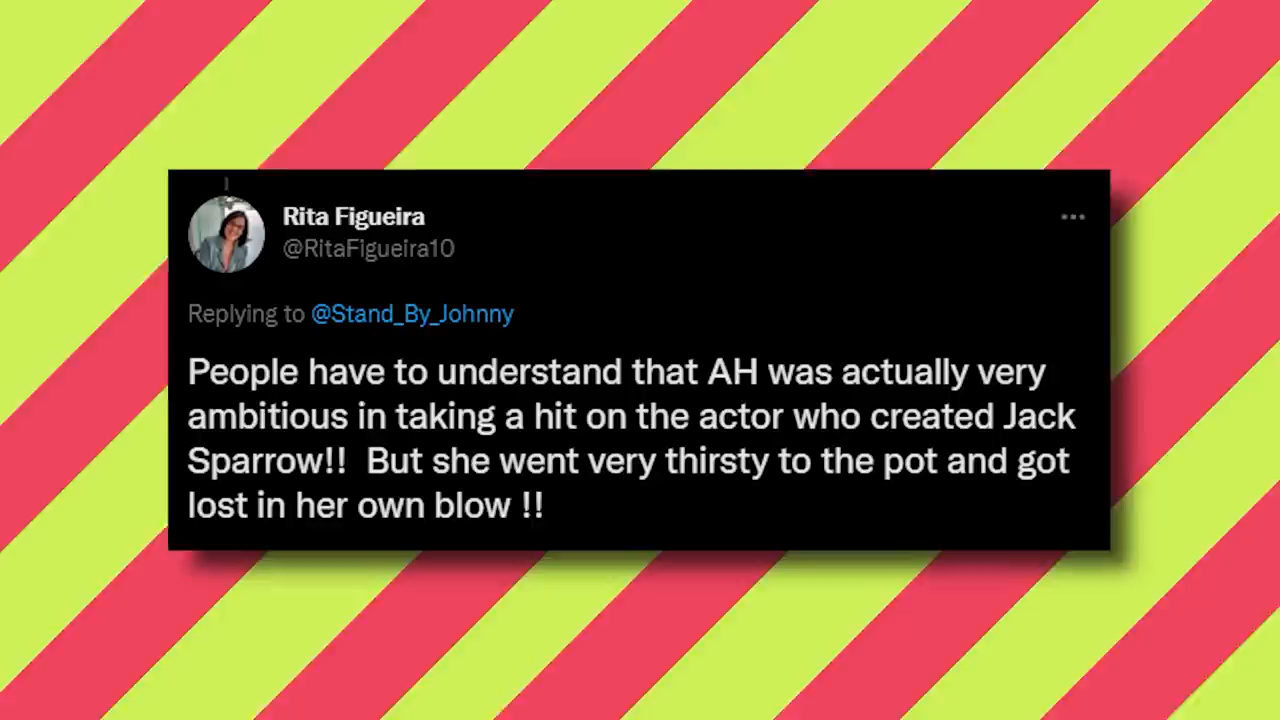 Rita Figueira
@RitaFigueira10
Replying to @Stand_By_Johnny
People have to understand that AH was actually very
ambitious in taking a hit on the actor who created Jack
Sparrow!!  But she went very thirsty to the pot and got
lost in her own blow !!